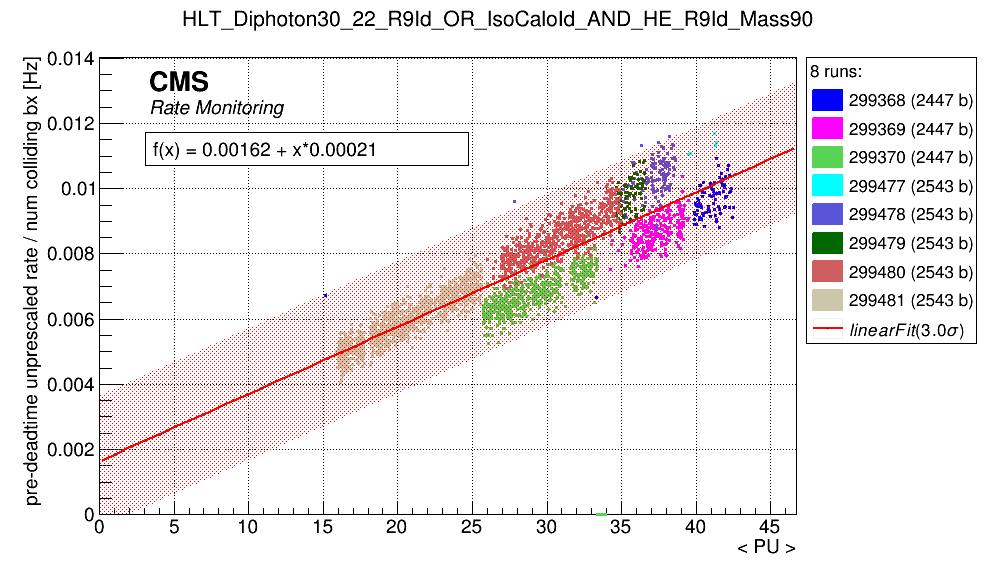 HLT_Diphoton30_22_R9Id_OR_IsoCaloId_AND_HE_R9Id_Mass90
pre-deadtime unprescaled rate / num colliding bx [Hz]
0.014
0.012
0.01
0.008
0.006
0.004
0.002
0
CMS
Rate Monitoring
f(x) = 0.00162 + x*0.00021
8 runs:
299368 (2447 b)
299369 (2447 b)
299370 (2447 b)
299477 (2543 b)
299478 (2543 b)
299479 (2543 b)
299480 (2543 b)
299481 (2543 b)
linearFit(3.0σ)
0 5 10 15 20 25 30 35 40 45
< PU >